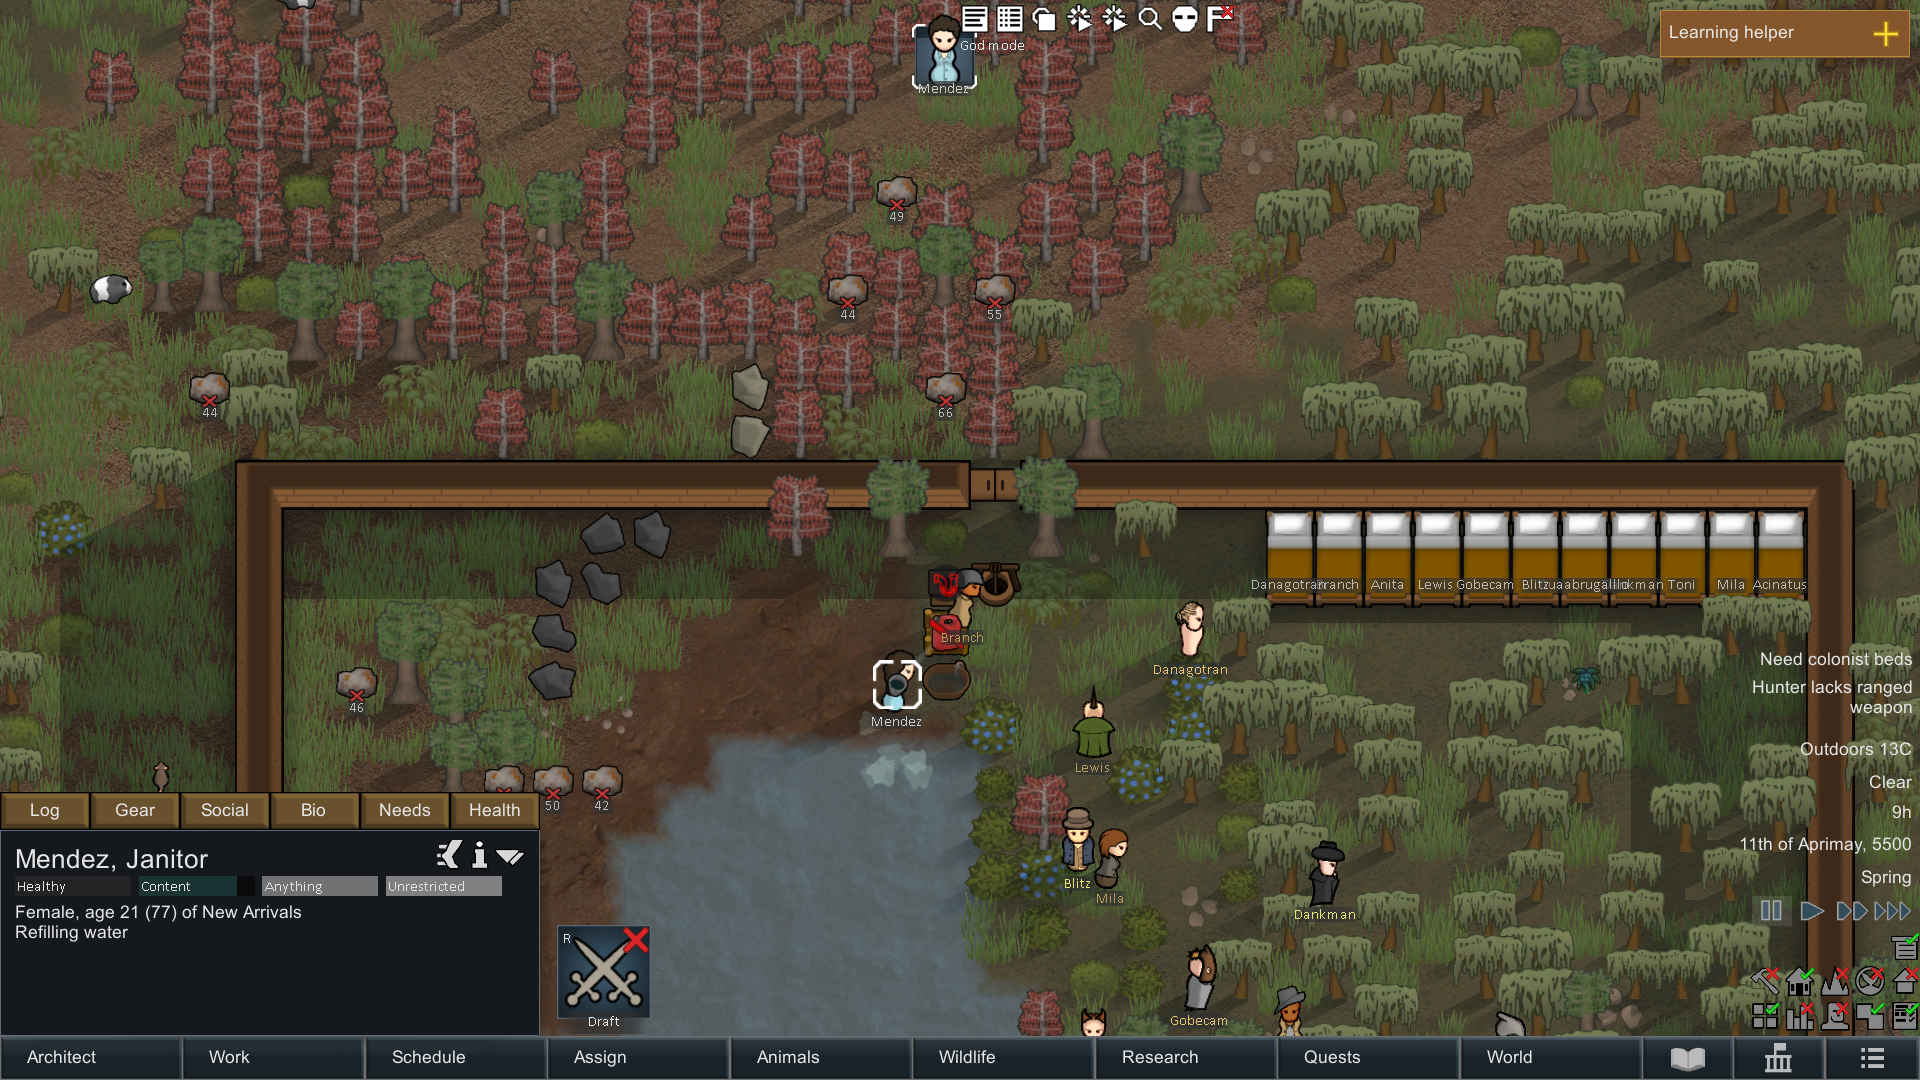 God mode
Mendez
Learning helper
49
44
55
44
66
Danagotran
Branch
Anita
Lewis
Gobecam
Blitz
Toni
Mila
Acinatus
Branch
Danagotran
Mendez
46
Lewis
50
42
Blitz
Mila
Dankman
Gobecam
Need colonist beds
Hunter lacks ranged
weapon
Outdoors 13C
Clear
9h
11th of Aprimay, 5500
Spring
Log
Gear
Social
Bio
Needs
Health
Mendez, Janitor
Healthy
Content
Anything
Unrestricted
Female, age 21 (77) of New Arrivals
Refilling water
R
Draft
Architect
Work
Schedule
Assign
Animals
Wildlife
Research
Quests
World